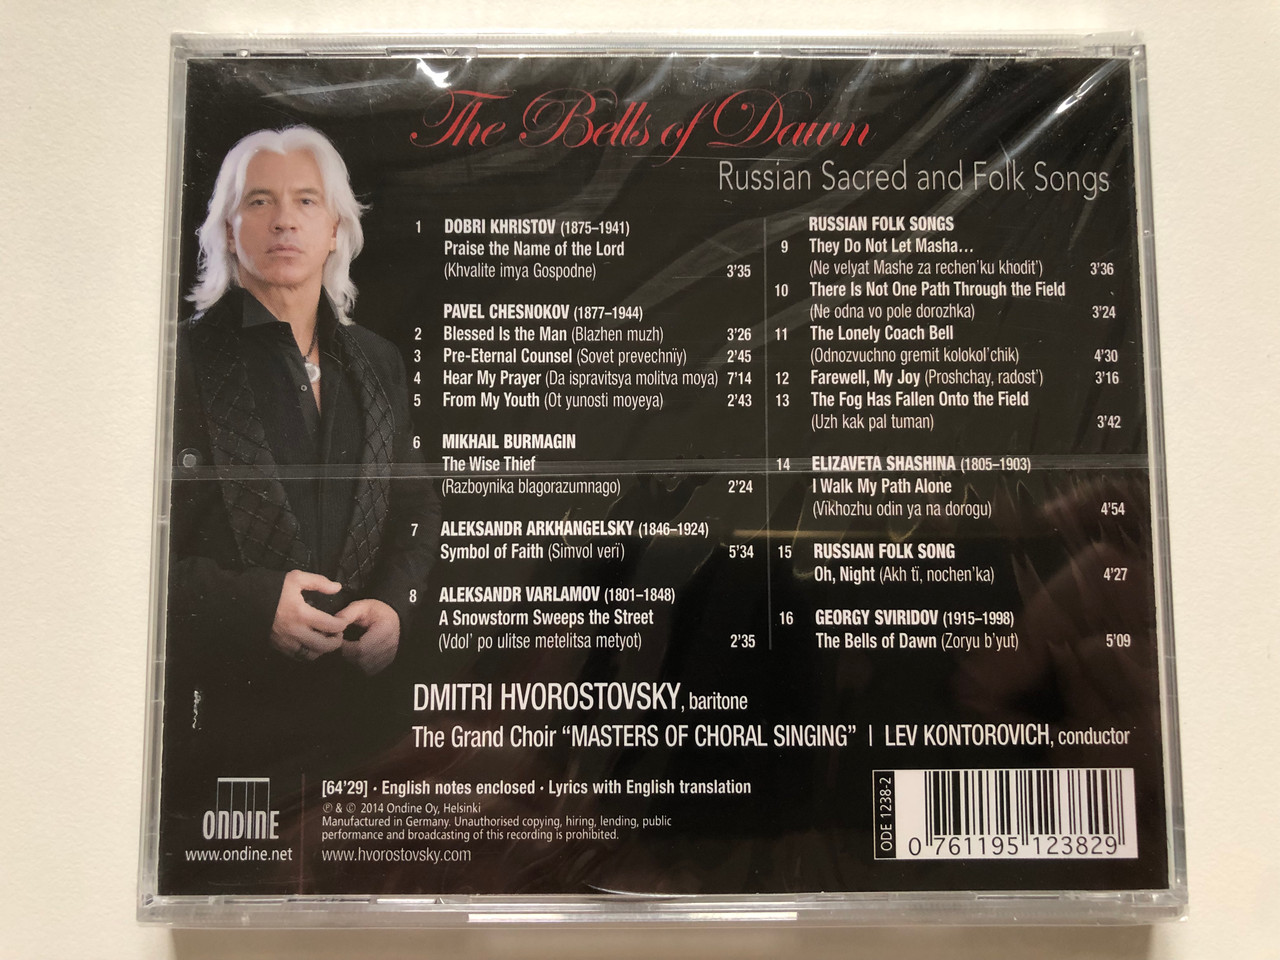 The Bells of Dawn
Russian Sacred and Folk Songs
1 DOBRI KHRISTOV (1875–1941)
Praise the Name of the Lord
(Khvalite imya Gospodne) 3'35
PAVEL CHESNOKOV (1877–1944)
2 Blessed Is the Man (Blazhen muzh) 3'26
3 Pre-Eternal Counsel (Sovet prevechnïy) 2'45
4 Hear My Prayer (Da ispravitsya molitva moya) 7'14
5 From My Youth (Ot yunosti moyeya) 2'43
6 MIKHAIL BURMAGIN
The Wise Thief
(Razboynika blagorazumnago) 2'24
7 ALEKSANDR ARKHANGELSKY (1846–1924)
Symbol of Faith (Simvol verï) 5'34
8 ALEKSANDR VARLAMOV (1801–1848)
A Snowstorm Sweeps the Street
(Vdol' po ulitse metelitsa metyot) 2'35
RUSSIAN FOLK SONGS
9 They Do Not Let Masha…
(Ne velyat Mashe za rechen'ku khodit') 3'36
10 There Is Not One Path Through the Field
(Ne odna vo pole dorozhka) 3'24
11 The Lonely Coach Bell
(Odnozvuchno gremit kolokol'chik) 4'30
12 Farewell, My Joy (Proshchay, radost') 3'16
13 The Fog Has Fallen Onto the Field
(Uzh kak pal tuman) 3'42
14 ELIZAVETA SHASHINA (1805–1903)
I Walk My Path Alone
(Vïkhozhu odin ya na dorogu) 4'54
15 RUSSIAN FOLK SONG
Oh, Night (Akh tï, nochen'ka) 4'27
16 GEORGY SVIRIDOV (1915–1998)
The Bells of Dawn (Zoryu b'yut) 5'09
DMITRI HVOROSTOVSKY, baritone
The Grand Choir “MASTERS OF CHORAL SINGING” | LEV KONTOROVICH, conductor
ONDINE
www.ondine.net
[64'29] · English notes enclosed · Lyrics with English translation
℗ & © 2014 Ondine Oy, Helsinki
Manufactured in Germany. Unauthorised copying, hiring, lending, public
performance and broadcasting of this recording is prohibited.
www.hvorostovsky.com
ODE 1238-2
0 761195 123829